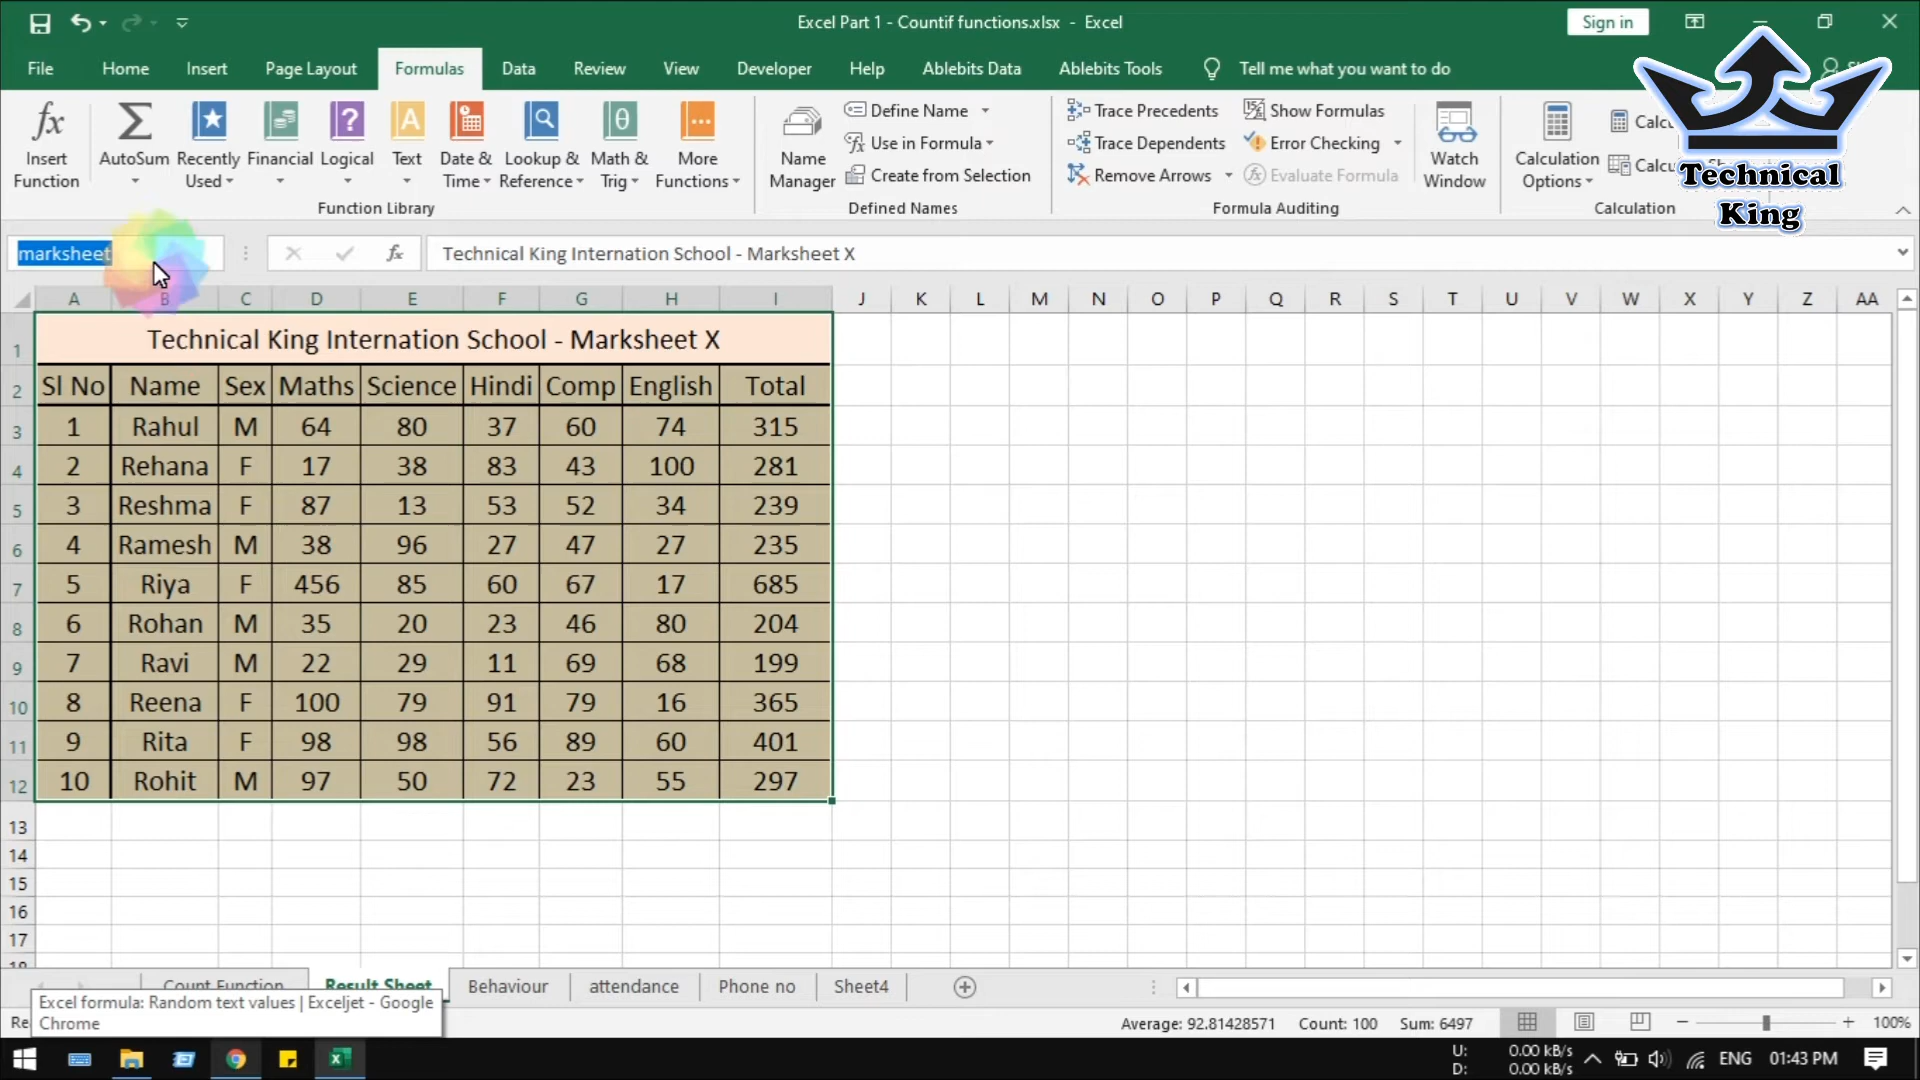 Excel Part 1 - Countif functions.xlsx - Excel
Sign in
File Home Insert Page Layout Formulas Data Review View Developer Help Ablebits Data Ablebits Tools Tell me what you want to do
Insert Function
AutoSum
Recently Used
Financial
Logical
Text
Date & Time
Lookup & Reference
Math & Trig
More Functions
Function Library
Name Manager
Define Name
Use in Formula
Create from Selection
Defined Names
Trace Precedents
Trace Dependents
Remove Arrows
Show Formulas
Error Checking
Evaluate Formula
Formula Auditing
Watch Window
Calculation Options
Calculation
Technical
King
marksheet
fx Technical King Internation School - Marksheet X
A B C D E F G H I J K L M N O P Q R S T U V W X Y Z AA
1 Technical King Internation School - Marksheet X
2 Sl No Name Sex Maths Science Hindi Comp English Total
3 1 Rahul M 64 80 37 60 74 315
4 2 Rehana F 17 38 83 43 100 281
5 3 Reshma F 87 13 53 52 34 239
6 4 Ramesh M 38 96 27 47 27 235
7 5 Riya F 456 85 60 67 17 685
8 6 Rohan M 35 20 23 46 80 204
9 7 Ravi M 22 29 11 69 68 199
10 8 Reena F 100 79 91 79 16 365
11 9 Rita F 98 98 56 89 60 401
12 10 Rohit M 97 50 72 23 55 297
13
14
15
16
17
Count Function Result Sheet Behaviour attendance Phone no Sheet4
Excel formula: Random text values | Exceljet - Google
Chrome
Average: 92.81428571 Count: 100 Sum: 6497 100%
U: 0.00 kB/s
D: 0.00 kB/s
ENG 01:43 PM